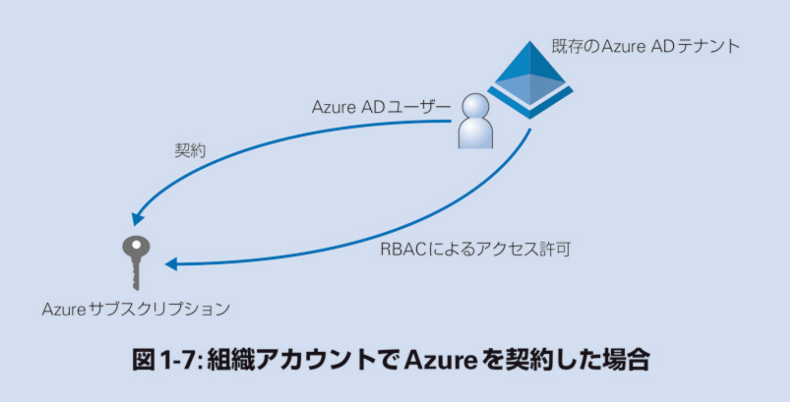 既存のAzure ADテナント
Azure ADユーザー
契約
RBACによるアクセス許可
Azureサブスクリプション
図1-7:組織アカウントでAzureを契約した場合